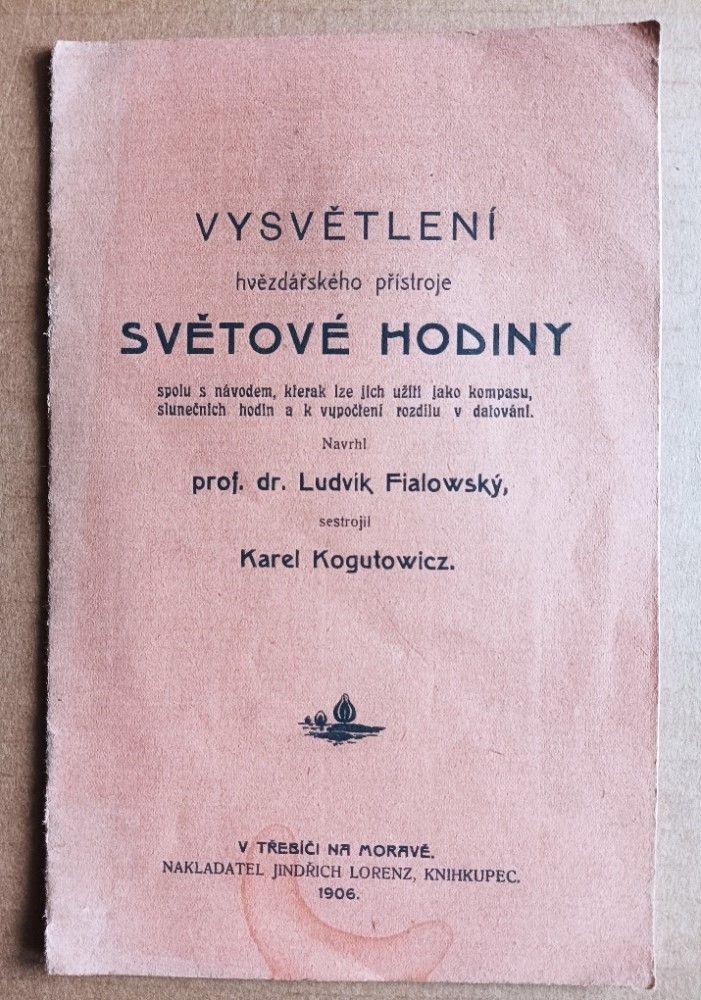 VYSVĚTLENÍ
hvězdářského přístroje
SVĚTOVÉ HODINY
spolu s návodem, kterak lze jich užíti jako kompasu,
slunečních hodin a k vypočtení rozdílu v datování.
Navrhl
prof. dr. Ludvík Fialowský,
sestrojil
Karel Kogutowicz.
V TŘEBÍČI NA MORAVĚ.
NAKLADATEL JINDŘICH LORENZ, KNIHKUPEC.
1906.